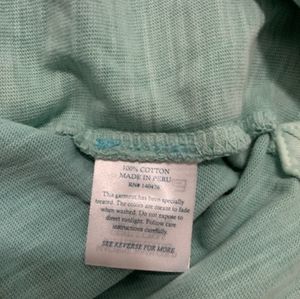 100% COTTON
MADE IN PERU
RN# 140476
This garment has been specially
treated. The colors are meant to fade
when washed. Do not expose to
direct sunlight. Follow care
instructions carefully.
SEE REVERSE FOR MORE